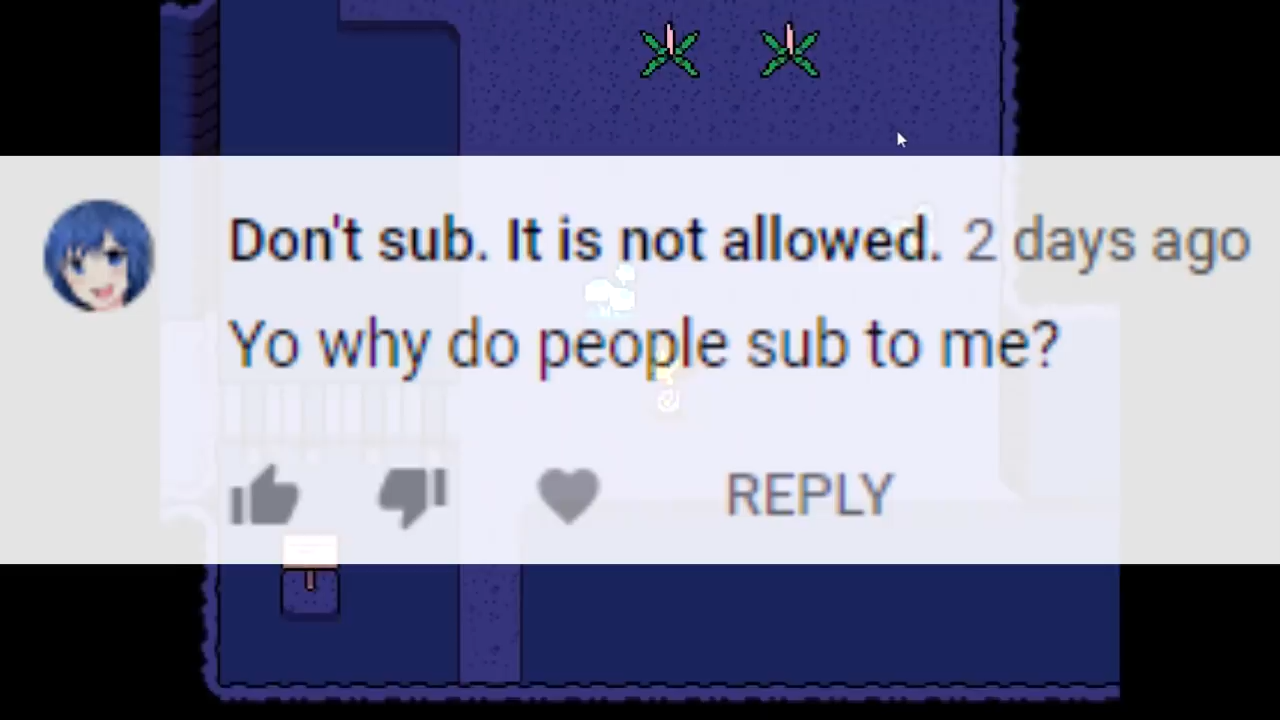 Don't sub. It is not allowed. 2 days ago
Yo why do people sub to me?
REPLY